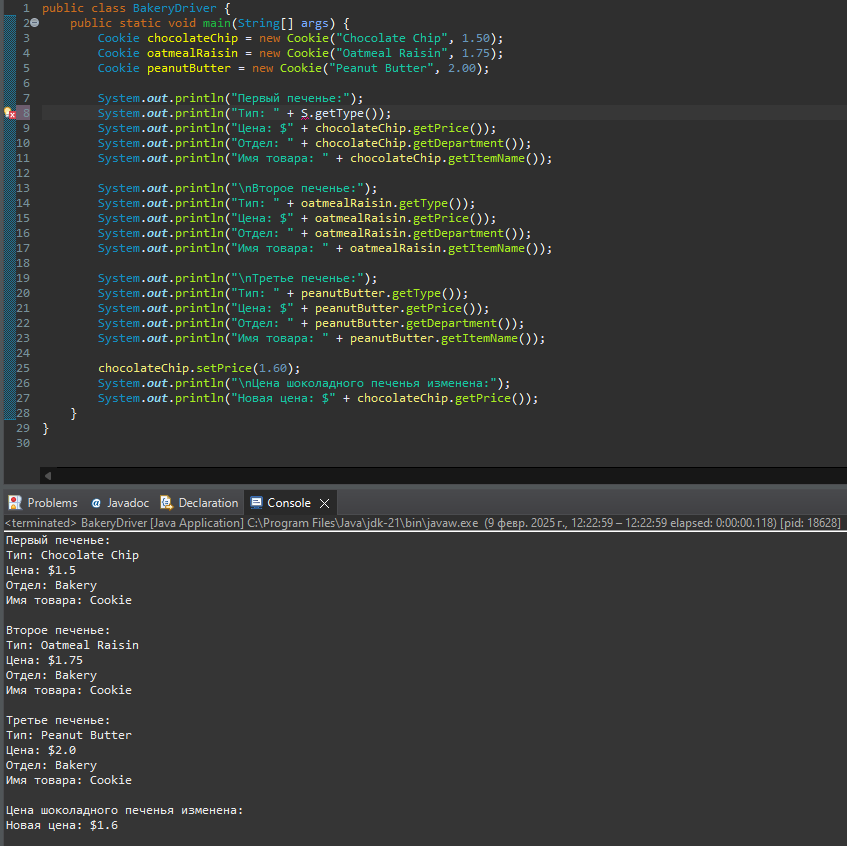 1 public class BakeryDriver {
2 public static void main(String[] args) {
3 Cookie chocolateChip = new Cookie("Chocolate Chip", 1.50);
4 Cookie oatmealRaisin = new Cookie("Oatmeal Raisin", 1.75);
5 Cookie peanutButter = new Cookie("Peanut Butter", 2.00);
6
7 System.out.println("Первый печенье:");
8 System.out.println("Тип: " + S.getType());
9 System.out.println("Цена: $" + chocolateChip.getPrice());
10 System.out.println("Отдел: " + chocolateChip.getDepartment());
11 System.out.println("Имя товара: " + chocolateChip.getItemName());
12
13 System.out.println("\nВторое печенье:");
14 System.out.println("Тип: " + oatmealRaisin.getType());
15 System.out.println("Цена: $" + oatmealRaisin.getPrice());
16 System.out.println("Отдел: " + oatmealRaisin.getDepartment());
17 System.out.println("Имя товара: " + oatmealRaisin.getItemName());
18
19 System.out.println("\nТретье печенье:");
20 System.out.println("Тип: " + peanutButter.getType());
21 System.out.println("Цена: $" + peanutButter.getPrice());
22 System.out.println("Отдел: " + peanutButter.getDepartment());
23 System.out.println("Имя товара: " + peanutButter.getItemName());
24
25 chocolateChip.setPrice(1.60);
26 System.out.println("\nЦена шоколадного печенья изменена:");
27 System.out.println("Новая цена: $" + chocolateChip.getPrice());
28 }
29 }
30
Problems @ Javadoc Declaration Console
<terminated> BakeryDriver [Java Application] C:\Program Files\Java\jdk-21\bin\javaw.exe (9 февр. 2025 г., 12:22:59 – 12:22:59 elapsed: 0:00:00.118) [pid: 18628]
Первый печенье:
Тип: Chocolate Chip
Цена: $1.5
Отдел: Bakery
Имя товара: Cookie
Второе печенье:
Тип: Oatmeal Raisin
Цена: $1.75
Отдел: Bakery
Имя товара: Cookie
Третье печенье:
Тип: Peanut Butter
Цена: $2.0
Отдел: Bakery
Имя товара: Cookie
Цена шоколадного печенья изменена:
Новая цена: $1.6